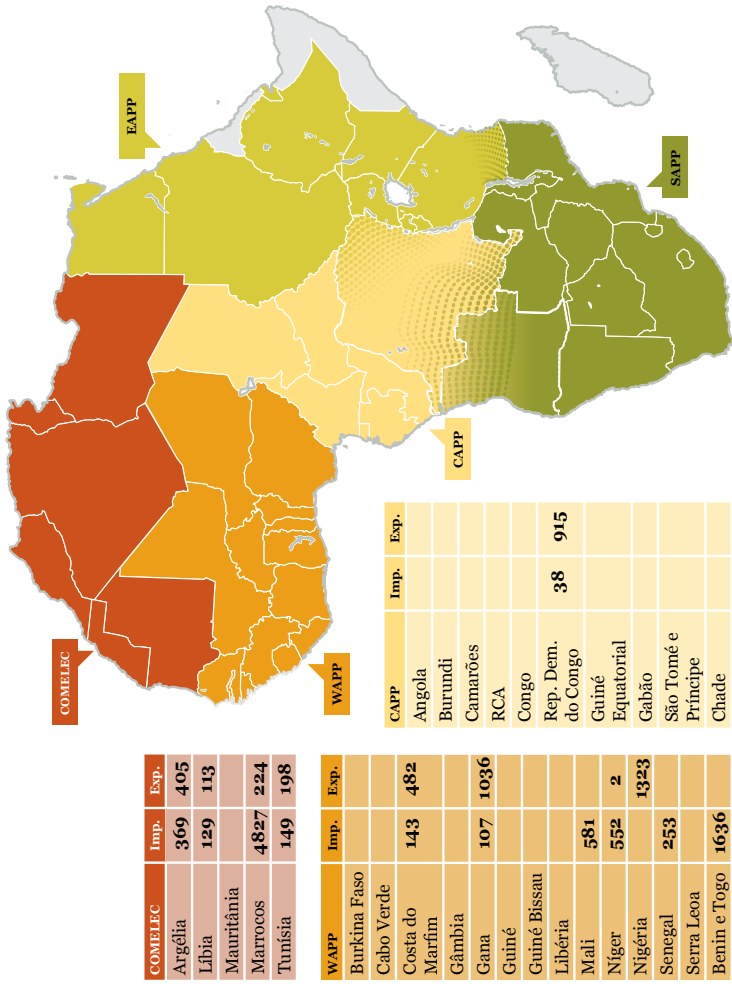 EAPP
SAPP
CAPP
WAPP
COMELEC
COMELEC Imp. Exp.
Argélia 369 405
Líbia 129 113
Mauritânia
Marrocos 4827 224
Tunísia 149 198
WAPP Imp. Exp.
Burkina Faso
Cabo Verde
Costa do
Marfim 143 482
Gâmbia
Gana 107 1036
Guiné
Guiné Bissau
Libéria
Mali 581
Níger 552 2
Nigéria 1323
Senegal 253
Serra Leoa
Benin e Togo 1636
CAPP Imp. Exp.
Angola
Burundi
Camarões
RCA
Congo
Rep. Dem.
do Congo 38 915
Guiné
Equatorial
Gabão
São Tomé e
Príncipe
Chade